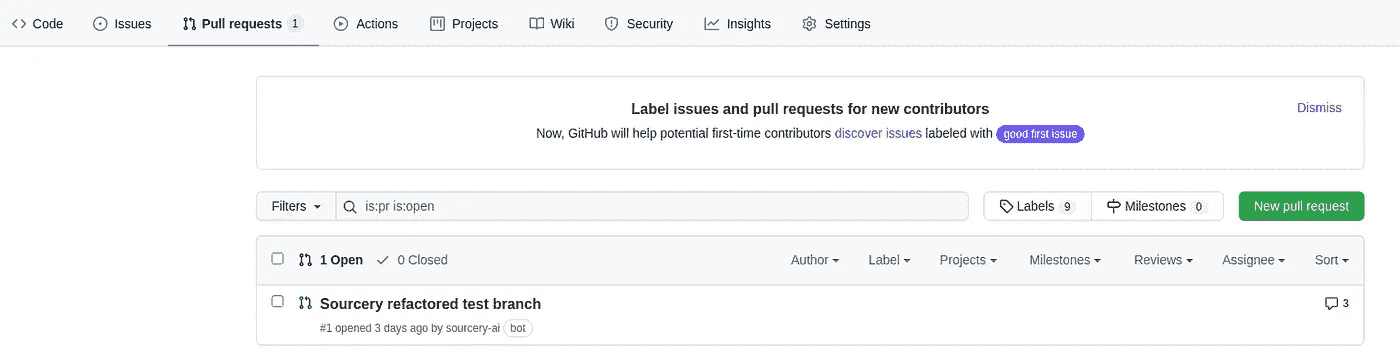 Code Issues Pull requests 1 Actions Projects Wiki Security Insights Settings
Label issues and pull requests for new contributors
Dismiss
Now, GitHub will help potential first-time contributors discover issues labeled with good first issue
Filters is:pr is:open Labels 9 Milestones 0 New pull request
1 Open 0 Closed Author Label Projects Milestones Reviews Assignee Sort
Sourcery refactored test branch 3
#1 opened 3 days ago by sourcery-ai bot